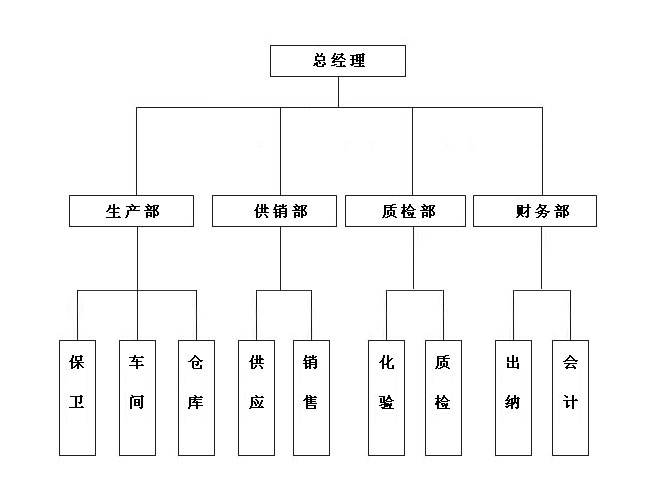 总经理
生产部
供销部
质检部
财务部
保卫
车间
仓库
供应
销售
化验
质检
出纳
会计